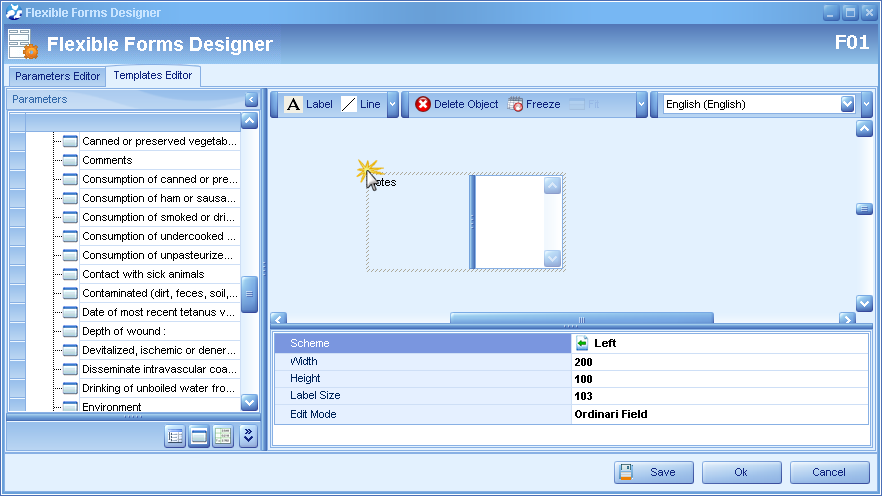 Flexible Forms Designer
Flexible Forms Designer
F01
Parameters Editor
Templates Editor
Parameters
Label
Line
Delete Object
Freeze
Fit
English (English)
Canned or preserved vegetab...
Comments
Consumption of canned or pre...
Consumption of ham or sausa...
Consumption of smoked or dri...
Consumption of undercooked ...
Consumption of unpasteurize...
Contact with sick animals
Contaminated (dirt, feces, soil,...
Date of most recent tetanus v...
Depth of wound :
Devitalized, ischemic or dener...
Disseminate intravascular coa...
Drinking of unboiled water fro...
Environment
otes
Scheme Left
Width 200
Height 100
Label Size 103
Edit Mode Ordinari Field
Save
Ok
Cancel